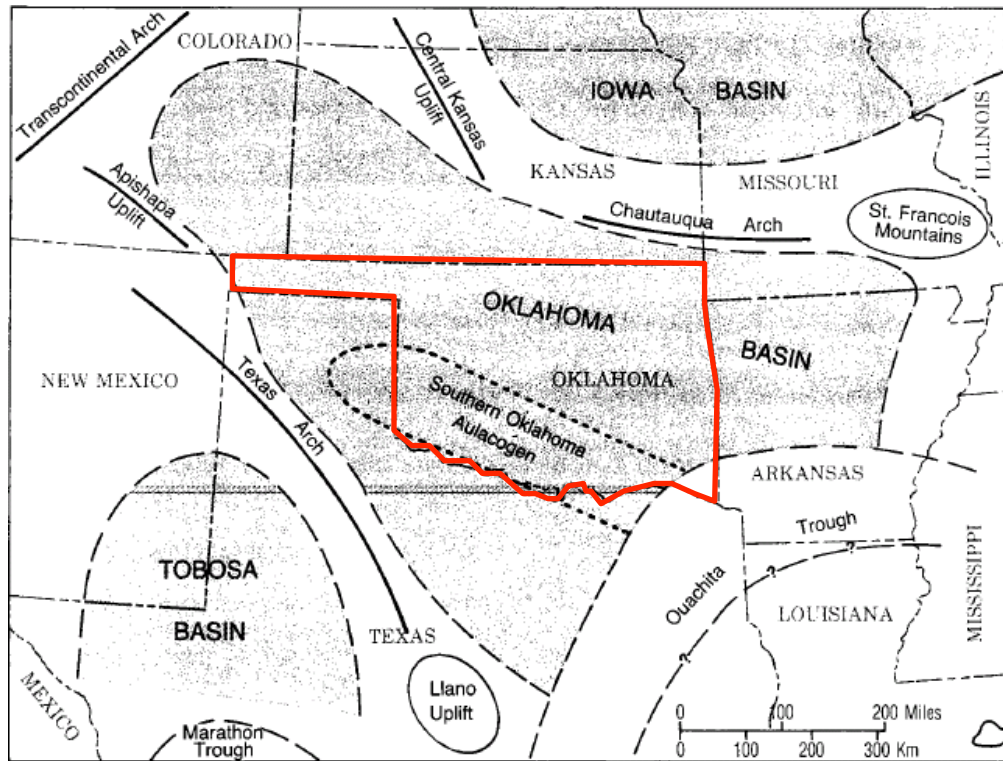 COLORADO
Transcontinental Arch
Central Kansas
Uplift
IOWA BASIN
ILLINOIS
KANSAS
MISSOURI
Apishapa
Uplift
Chautauqua Arch
St. Francois
Mountains
OKLAHOMA
BASIN
NEW MEXICO
Texas Arch
OKLAHOMA
Southern Oklahoma
Aulacogen
ARKANSAS
Trough
Ouachita
?
?
?
MISSISSIPPI
TOBOSA
BASIN
TEXAS
LOUISIANA
MEXICO
Llano
Uplift
Marathon
Trough
0 100 200 Miles
0 100 200 300 Km